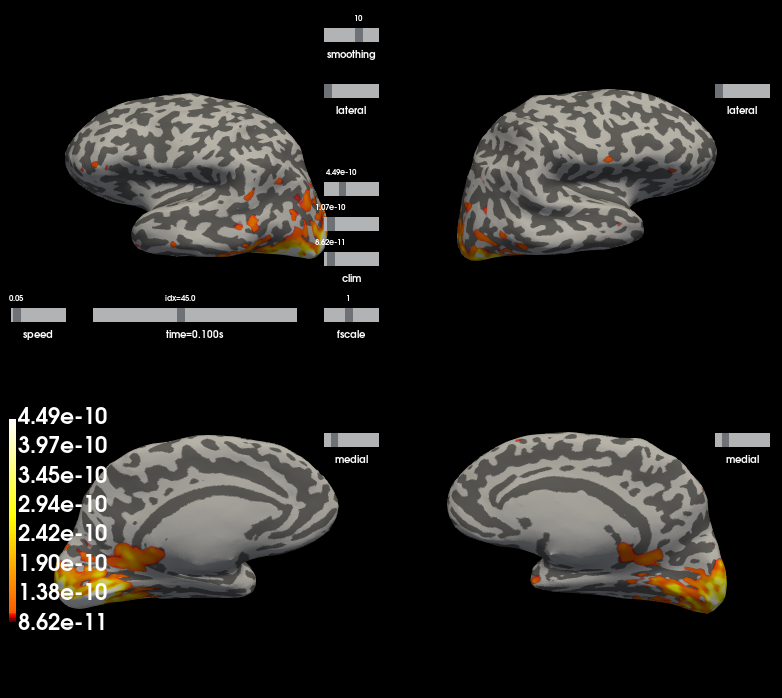 10
smoothing
lateral
lateral
4.49e-10
1.07e-10
8.62e-11
clim
0.05
idx=45.0
1
speed
time=0.100s
fscale
4.49e-10
3.97e-10
3.45e-10
2.94e-10
2.42e-10
1.90e-10
1.38e-10
8.62e-11
medial
medial